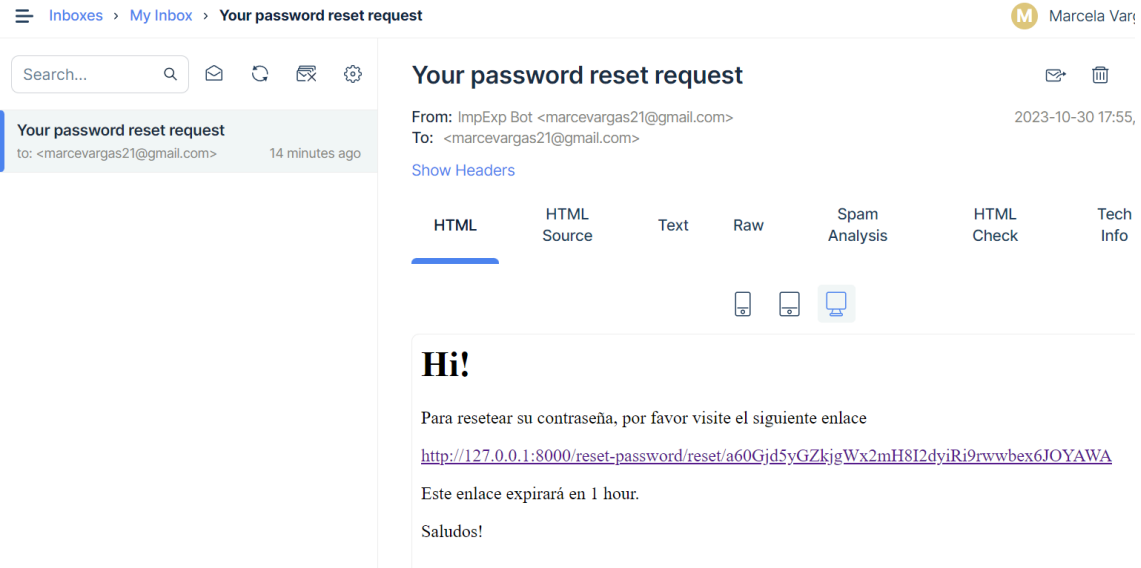 Inboxes › My Inbox › Your password reset request
M Marcela Varg
Search...
Your password reset request
to: <marcevargas21@gmail.com> 14 minutes ago
Your password reset request
From: ImpExp Bot <marcevargas21@gmail.com> 2023-10-30 17:55,
To: <marcevargas21@gmail.com>
Show Headers
HTML
HTML
Source
Text
Raw
Spam
Analysis
HTML
Check
Tech
Info
Hi!
Para resetear su contraseña, por favor visite el siguiente enlace
http://127.0.0.1:8000/reset-password/reset/a60Gjd5yGZkjgWx2mH8I2dyiRi9rwwbex6JOYAWA
Este enlace expirará en 1 hour.
Saludos!